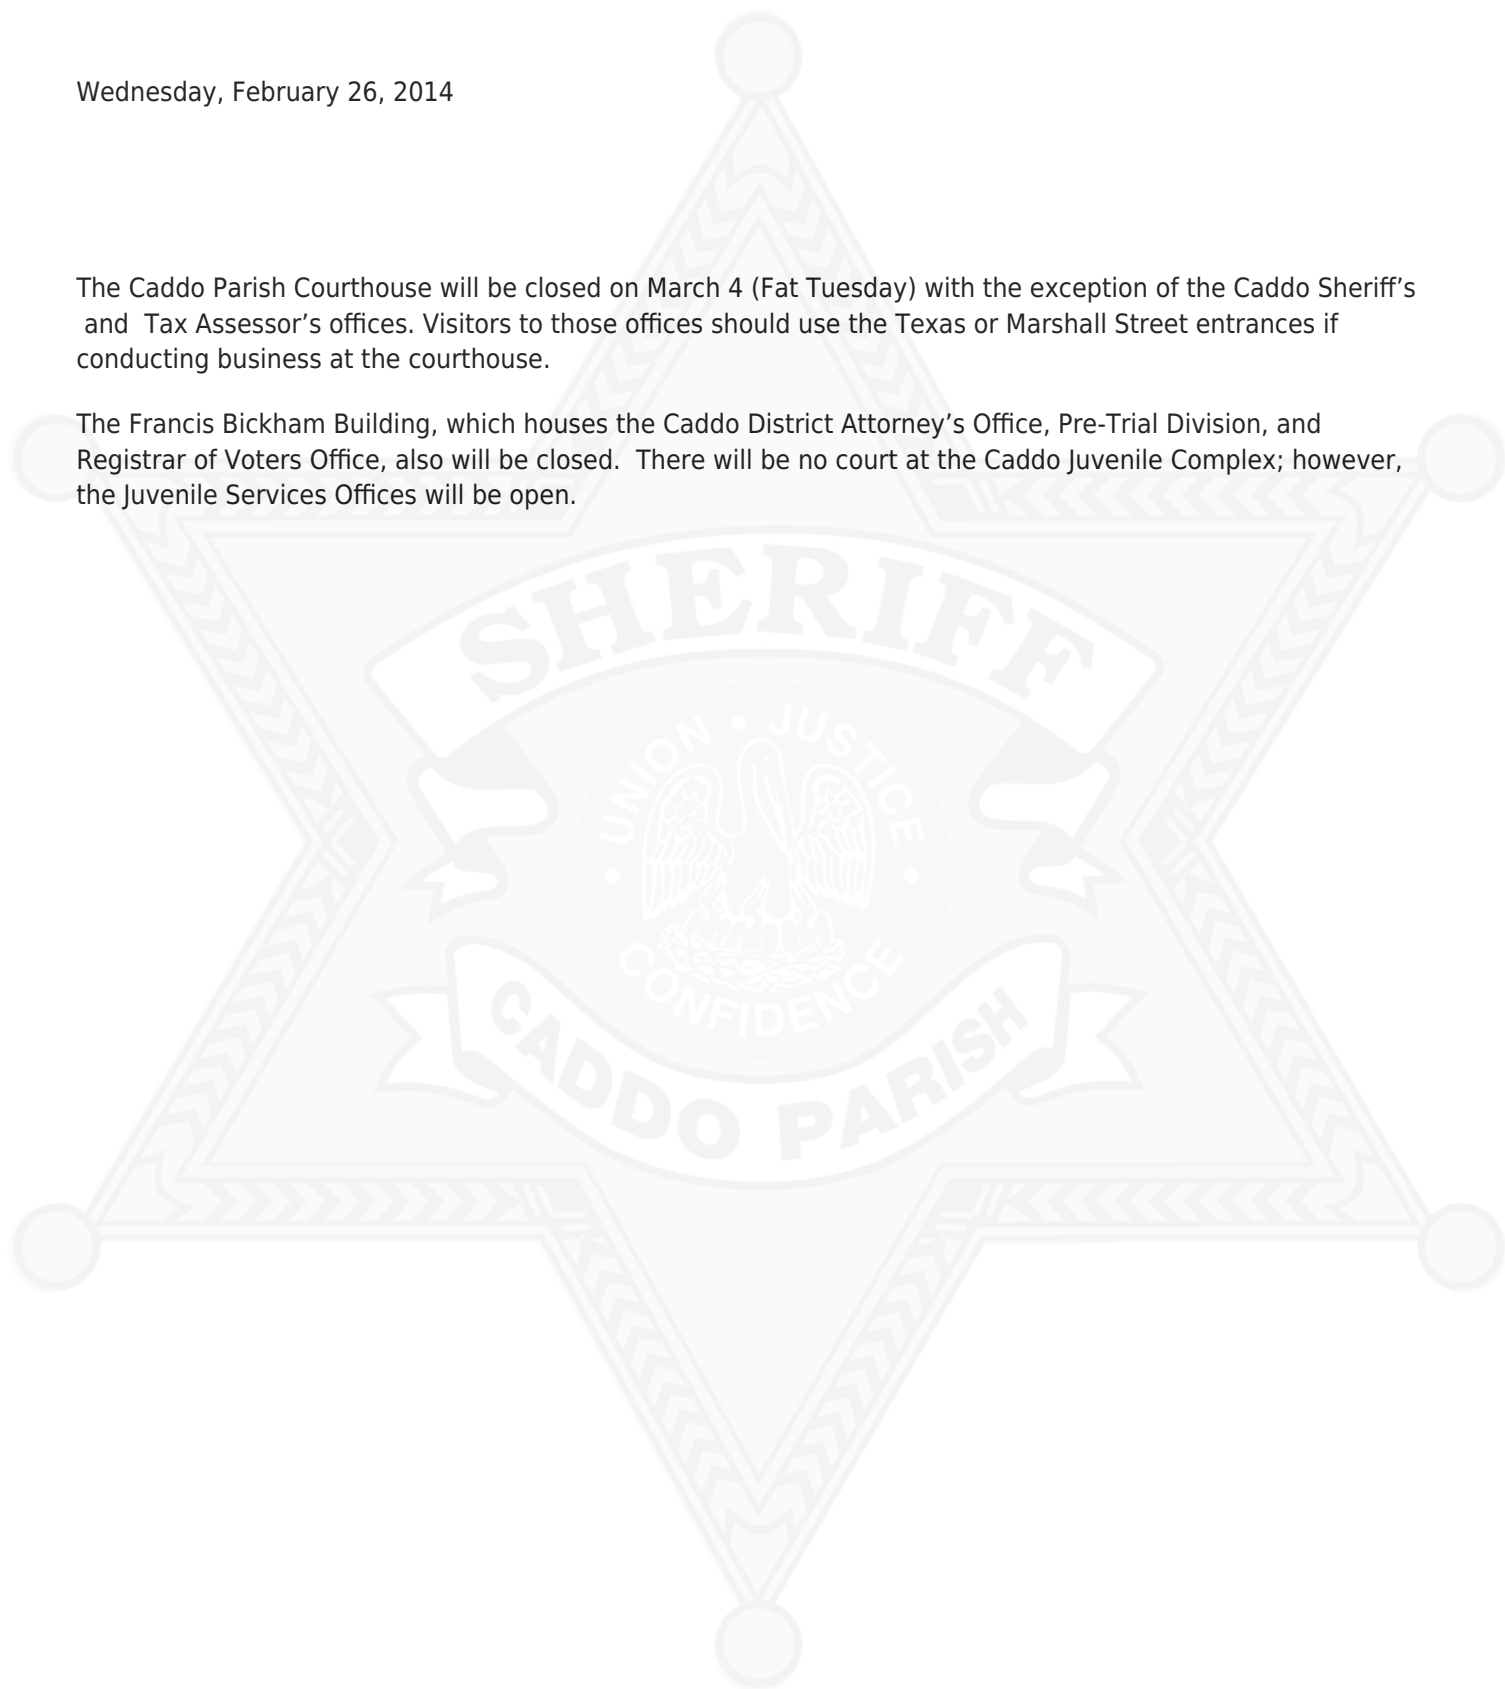 Wednesday, February 26, 2014
The Caddo Parish Courthouse will be closed on March 4 (Fat Tuesday) with the exception of the Caddo Sheriff’s
and Tax Assessor’s offices. Visitors to those offices should use the Texas or Marshall Street entrances if
conducting business at the courthouse.
The Francis Bickham Building, which houses the Caddo District Attorney’s Office, Pre-Trial Division, and
Registrar of Voters Office, also will be closed. There will be no court at the Caddo Juvenile Complex; however,
the Juvenile Services Offices will be open.
SHERIFF
UNION • JUSTICE •
CONFIDENCE •
CADDO PARISH